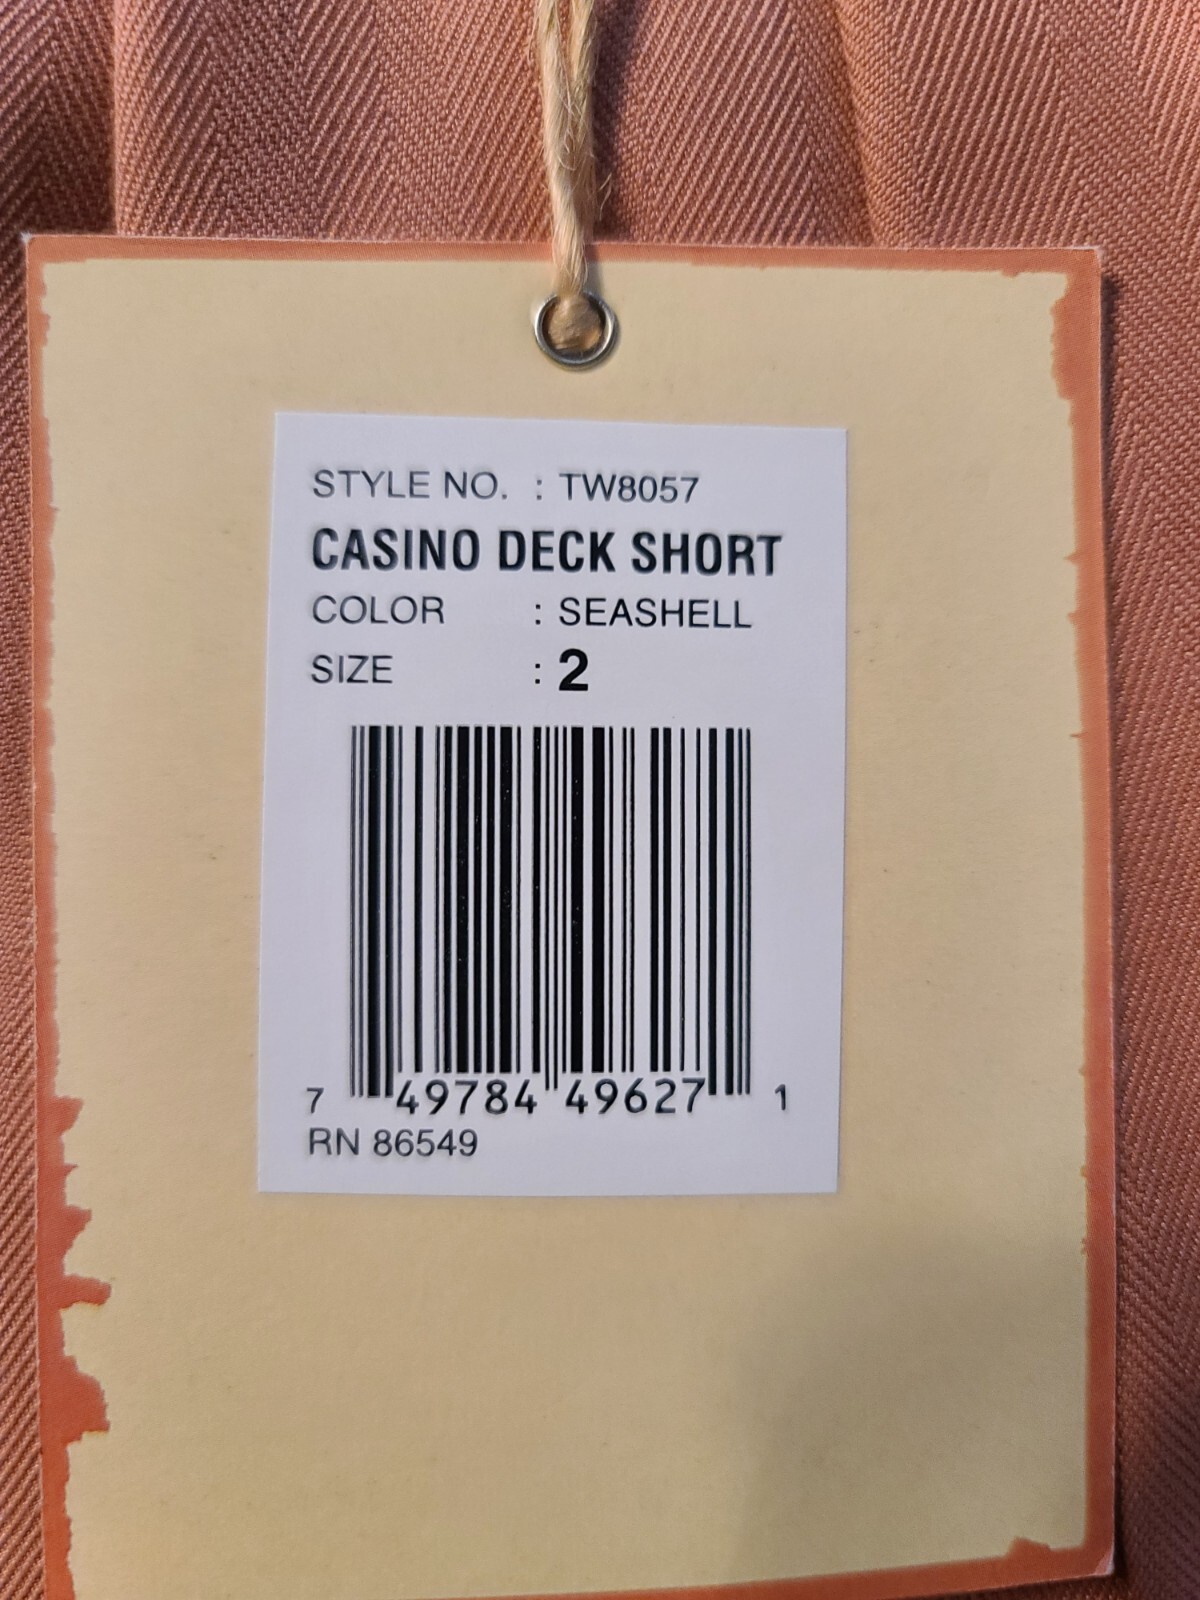 STYLE NO. : TW8057
CASINO DECK SHORT
COLOR : SEASHELL
SIZE : 2
7 49784 49627 1
RN 86549